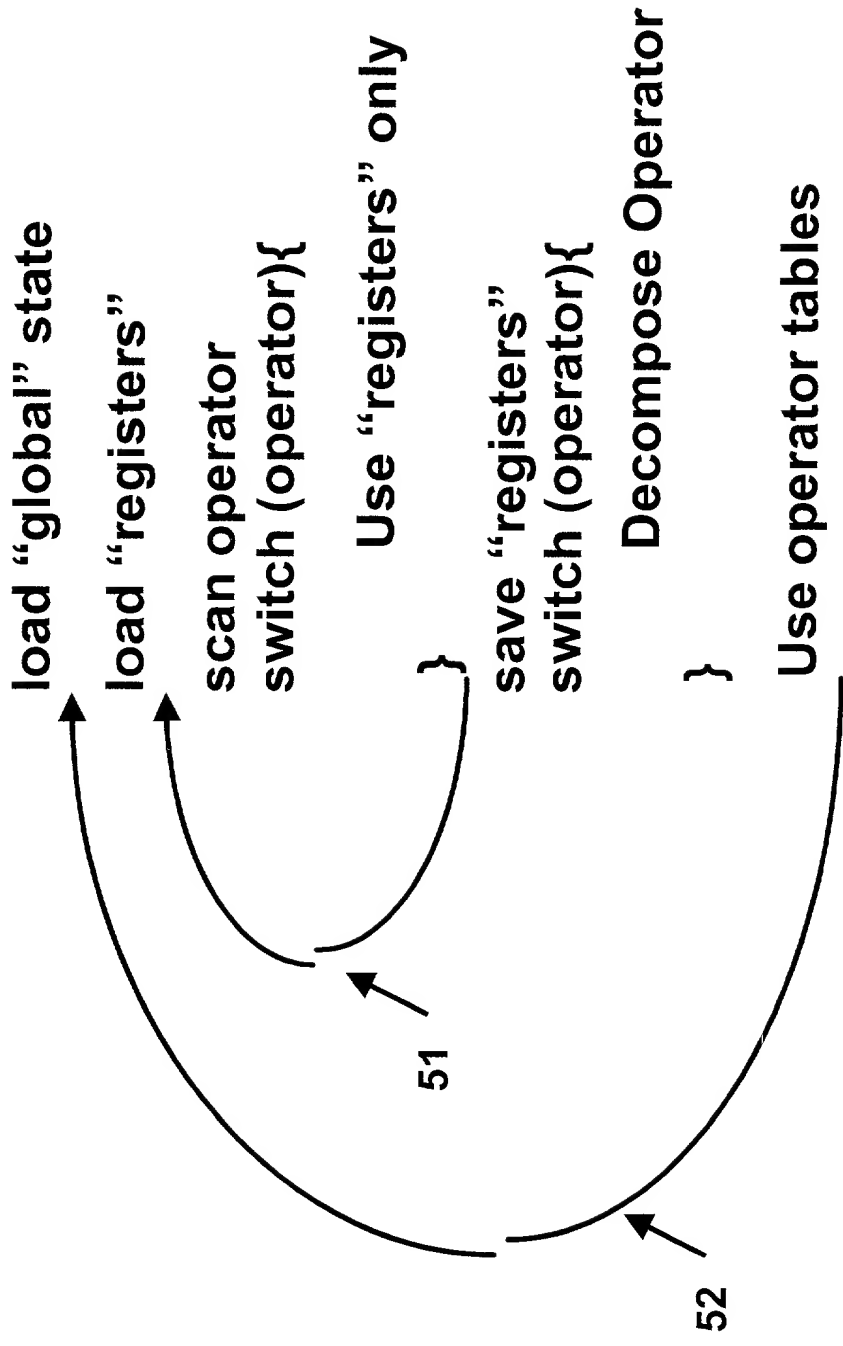 load “global” state
load “registers”
scan operator
switch (operator){
Use “registers” only
}
save “registers”
switch (operator){
Decompose Operator
}
Use operator tables
51
52